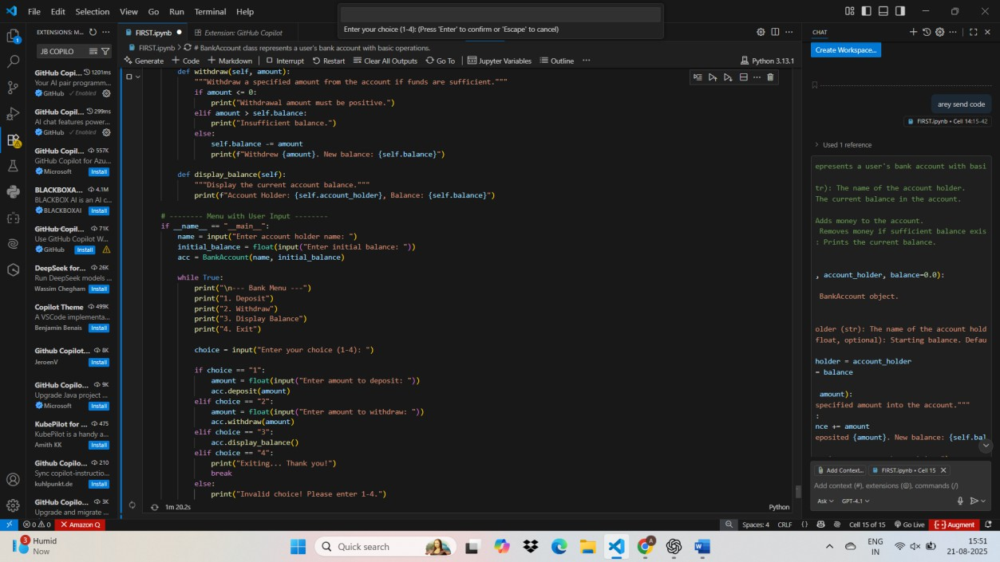 File Edit Selection View Go Run Terminal Help
Enter your choice (1-4): (Press 'Enter' to confirm or 'Escape' to cancel)
EXTENSIONS: M...
FIRST.ipynb
Extension: GitHub Copilot
CHAT
JB COPILO
FIRST.ipynb > # BankAccount class represents a user's bank account with basic operations.
Generate + Code + Markdown Interrupt Restart Clear All Outputs Go To Jupyter Variables Outline ... Python 3.13.1
Create Workspace...
GitHub Copi... 1201ms
Your AI pair programm...
GitHub ✓ Enabled
GitHub Copil... 299ms
AI chat features power...
GitHub ✓ Enabled
GitHub Copil... 557K
GitHub Copilot for Azu...
Microsoft Install
BLACKBOXA... 4.1M
BLACKBOX AI is an AI c...
BLACKBOXAI Install
GitHub Copil... 71K
Use GitHub Copilot W...
GitHub Install
DeepSeek for... 26K
Run DeepSeek models ...
Wassim Chegham Install
Copilot Theme 499K
A VSCode implementa...
Benjamin Benais Install
Github Copilot... 8K
JeroenV Install
GitHub Copilo... 9K
Upgrade Java project ...
Microsoft Install
KubePilot for ... 475
KubePilot is a handy a...
Amith KK Install
Github Copilo... 210
Sync copilot-instructio...
kuhlpunkt.de Install
GitHub Copilo... 3K
Upgrade and migrate ...
def withdraw(self, amount):
"""Withdraw a specified amount from the account if funds are sufficient."""
if amount <= 0:
print("Withdrawal amount must be positive.")
elif amount > self.balance:
print("Insufficient balance.")
else:
self.balance -= amount
print(f"Withdrew {amount}. New balance: {self.balance}")
def display_balance(self):
"""Display the current account balance."""
print(f"Account Holder: {self.account_holder}, Balance: {self.balance}")
# -------- Menu with User Input --------
if __name__ == "__main__":
name = input("Enter account holder name: ")
initial_balance = float(input("Enter initial balance: "))
acc = BankAccount(name, initial_balance)
while True:
print("\n--- Bank Menu ---")
print("1. Deposit")
print("2. Withdraw")
print("3. Display Balance")
print("4. Exit")
choice = input("Enter your choice (1-4): ")
if choice == "1":
amount = float(input("Enter amount to deposit: "))
acc.deposit(amount)
elif choice == "2":
amount = float(input("Enter amount to withdraw: "))
acc.withdraw(amount)
elif choice == "3":
acc.display_balance()
elif choice == "4":
print("Exiting... Thank you!")
break
else:
print("Invalid choice! Please enter 1-4.")
1m 20.2s
Python
arey send code
FIRST.ipynb • Cell 14:15-42
Used 1 reference
epresents a user's bank account with basi
tr): The name of the account holder.
The current balance in the account.
Adds money to the account.
Removes money if sufficient balance exis
: Prints the current balance.
, account_holder, balance=0.0):
BankAccount object.
older (str): The name of the account hold
float, optional): Starting balance. Defau
holder = account_holder
= balance
amount):
specified amount into the account."""
:
nce += amount
eposited {amount}. New balance: {self.bal
Add Context... FIRST.ipynb • Cell 15
Add context (#), extensions (@), commands (/)
Ask GPT-4.1
0 0 0 Amazon Q
Spaces: 4 CRLF {} Cell 15 of 15 Go Live Augment
3
Humid
Now
Quick search
ENG
IN
15:51
21-08-2025